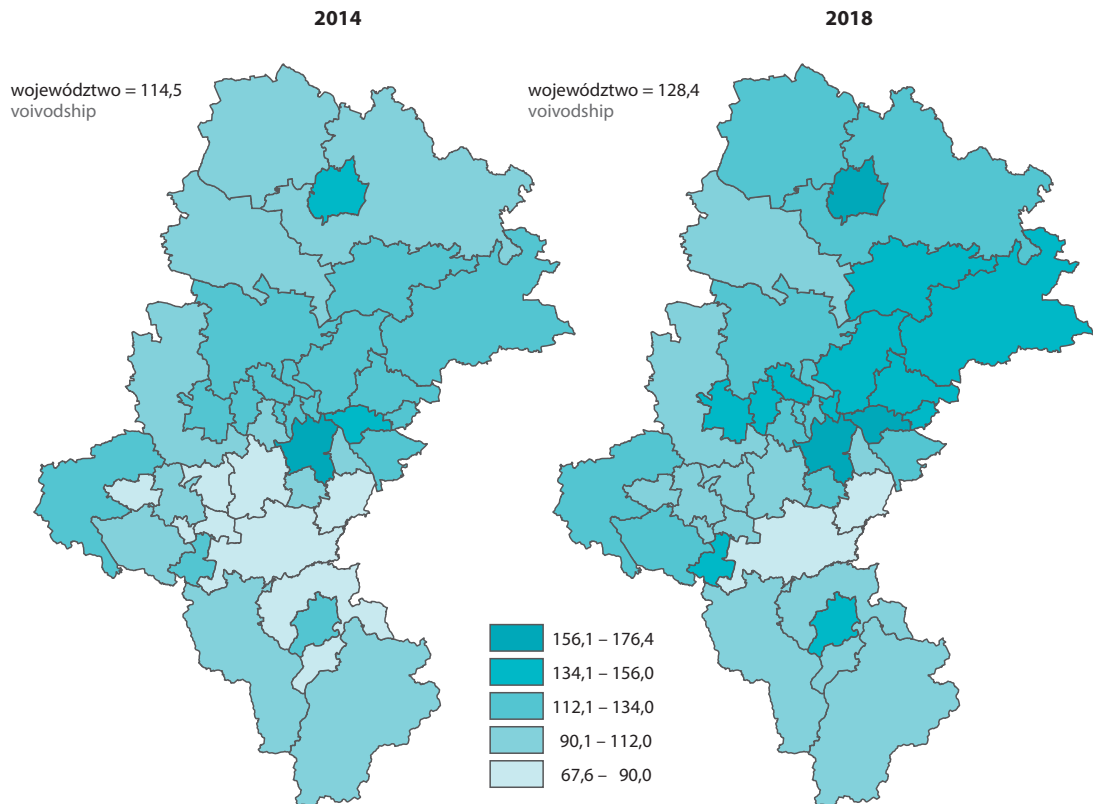 2014
2018
województwo = 114,5
voivodship
województwo = 128,4
voivodship
156,1 – 176,4
134,1 – 156,0
112,1 – 134,0
90,1 – 112,0
67,6 – 90,0